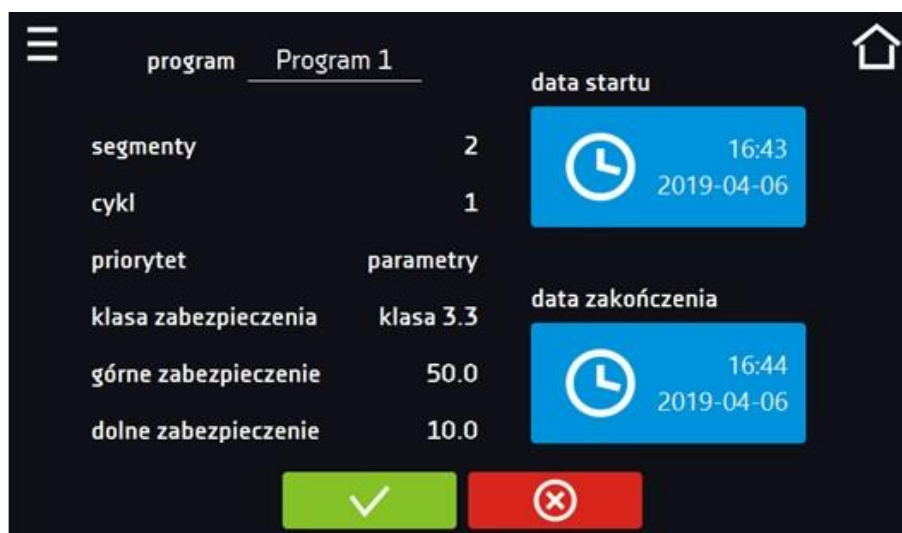 program Program 1
segmenty 2
cykl 1
priorytet parametry
klasa zabezpieczenia klasa 3.3
górne zabezpieczenie 50.0
dolne zabezpieczenie 10.0
data startu
16:43
2019-04-06
data zakończenia
16:44
2019-04-06